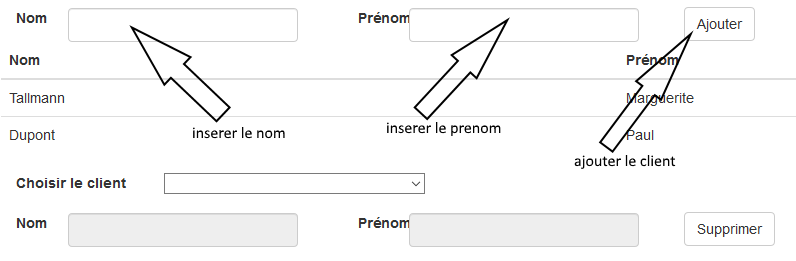 Nom Prénom Ajouter
Nom Prénom
Tallmann Marguerite
inserer le nom inserer le prenom
Dupont Paul
ajouter le client
Choisir le client
Nom Prénom Supprimer